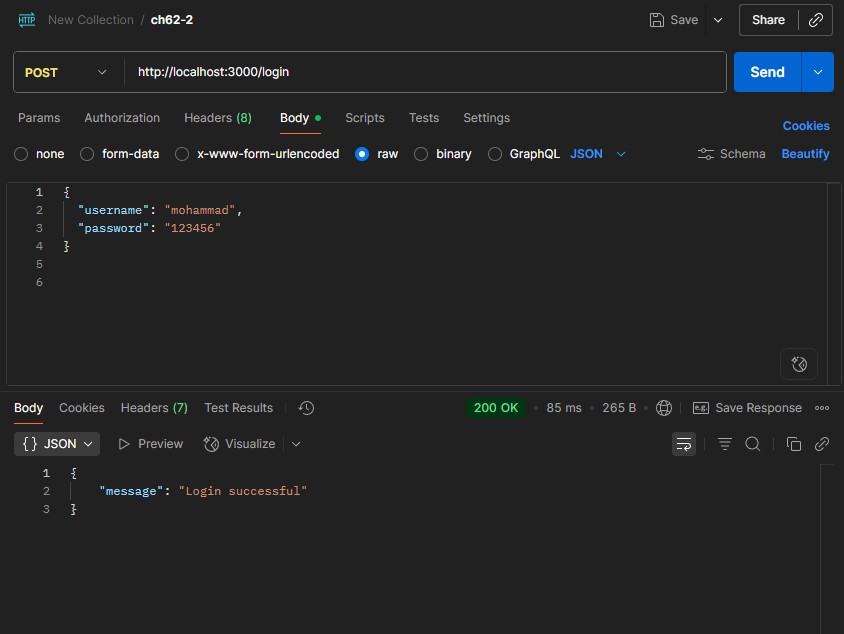 HTTP New Collection / ch62-2 Save Share
POST http://localhost:3000/login Send
Params Authorization Headers (8) Body Scripts Tests Settings Cookies
none form-data x-www-form-urlencoded raw binary GraphQL JSON Schema Beautify
1 {
2 "username": "mohammad",
3 "password": "123456"
4 }
5
6
Body Cookies Headers (7) Test Results 200 OK • 85 ms • 265 B • e.g. Save Response
{} JSON Preview Visualize
1 {
2 "message": "Login successful"
3 }